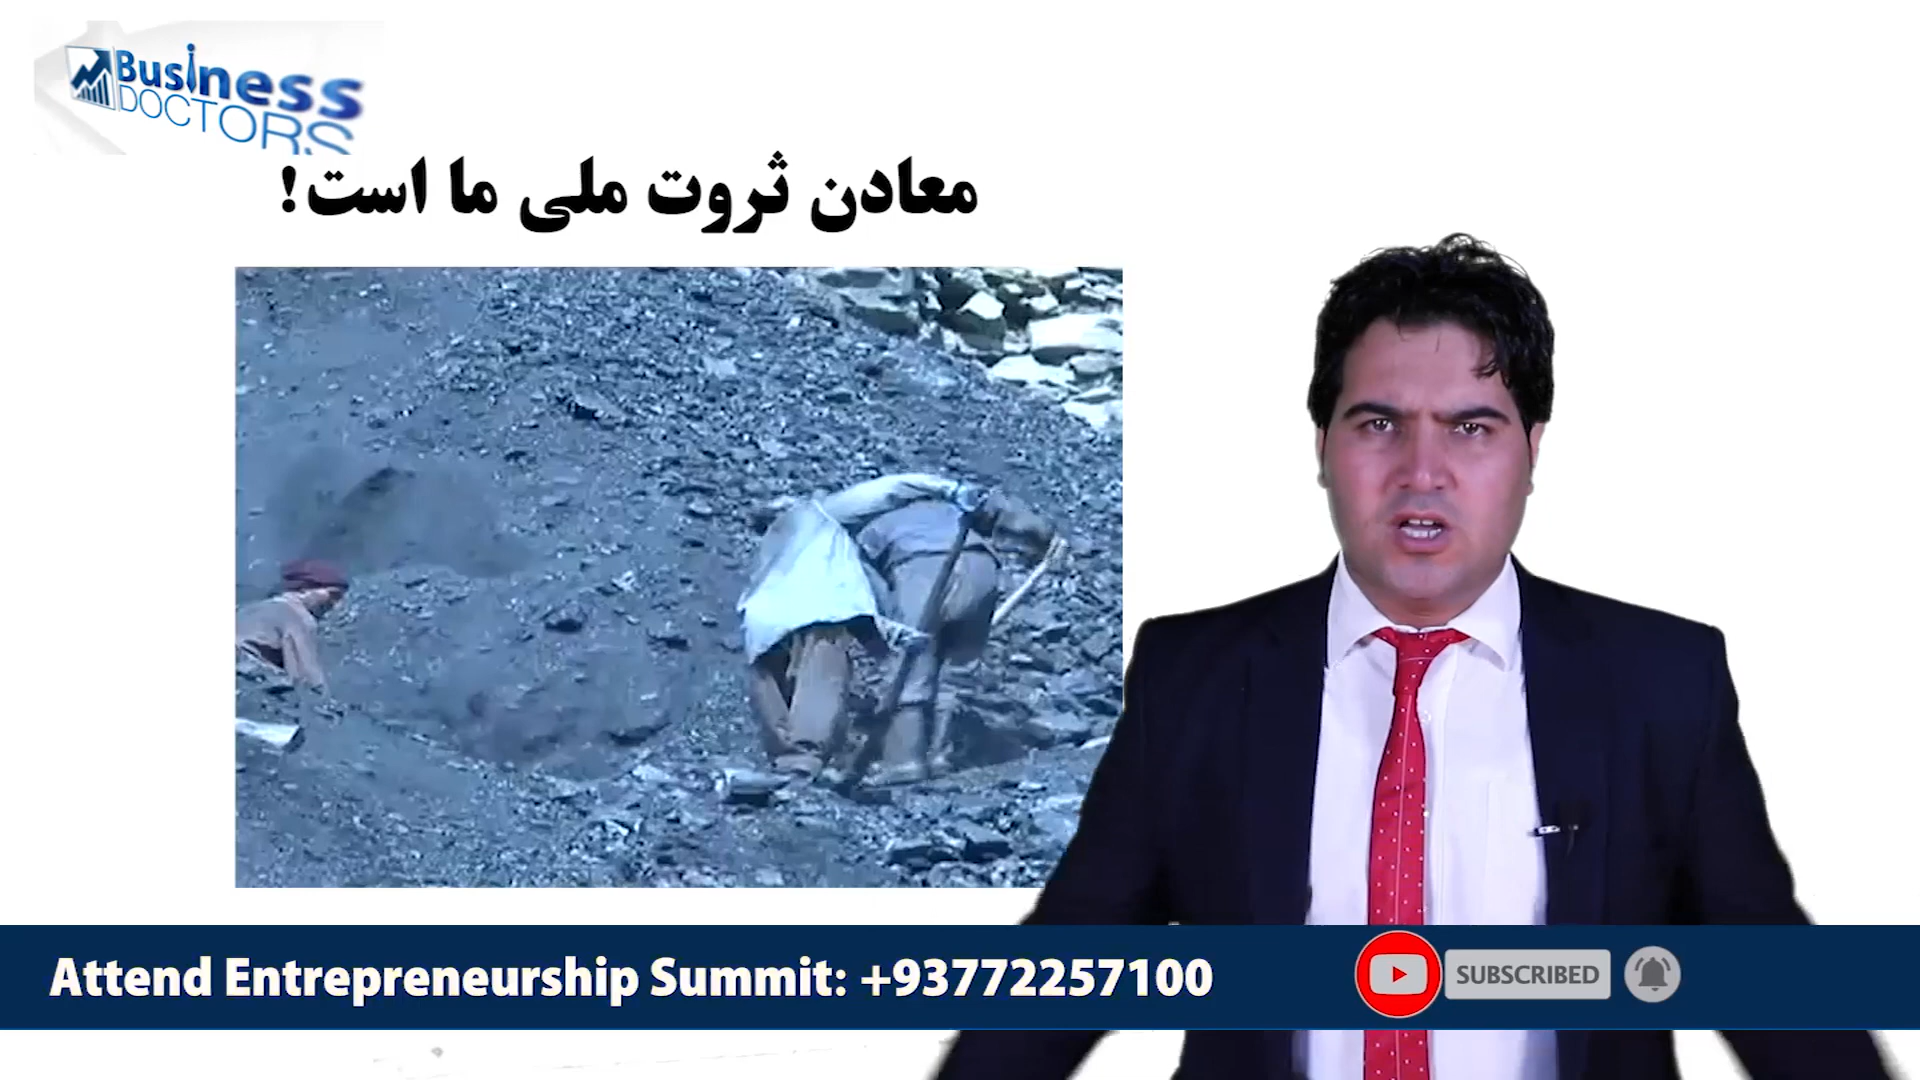 Business
DOCTORS
معادن ثروت ملی ما است!
Attend Entrepreneurship Summit: +93772257100
SUBSCRIBED